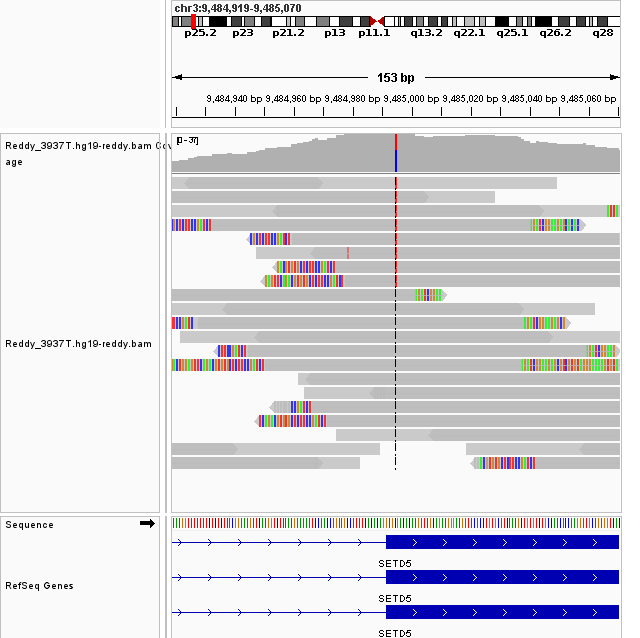 chr3:9,484,919-9,485,070
p25.2 p23 p21.2 p13 p11.1 q13.2 q22.1 q25.1 q26.2 q28
153 bp
9,484,940 bp 9,484,960 bp 9,484,980 bp 9,485,000 bp 9,485,020 bp 9,485,040 bp 9,485,060 bp
[0 - 37]
Reddy_3937T.hg19-reddy.bam Cov
age
Reddy_3937T.hg19-reddy.bam
Sequence
SETD5
RefSeq Genes
SETD5
SETD5